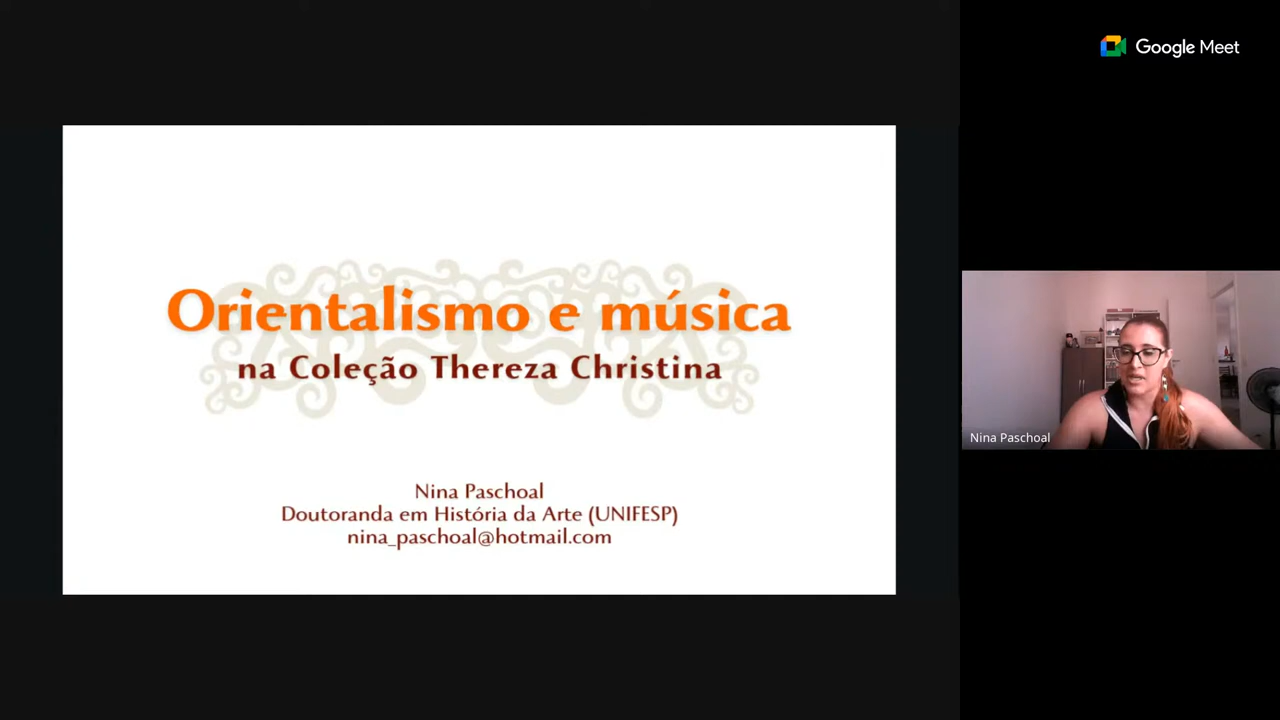 Google Meet
Orientalismo e música
na Coleção Thereza Christina
Nina Paschoal
Doutoranda em História da Arte (UNIFESP)
nina_paschoal@hotmail.com
Nina Paschoal